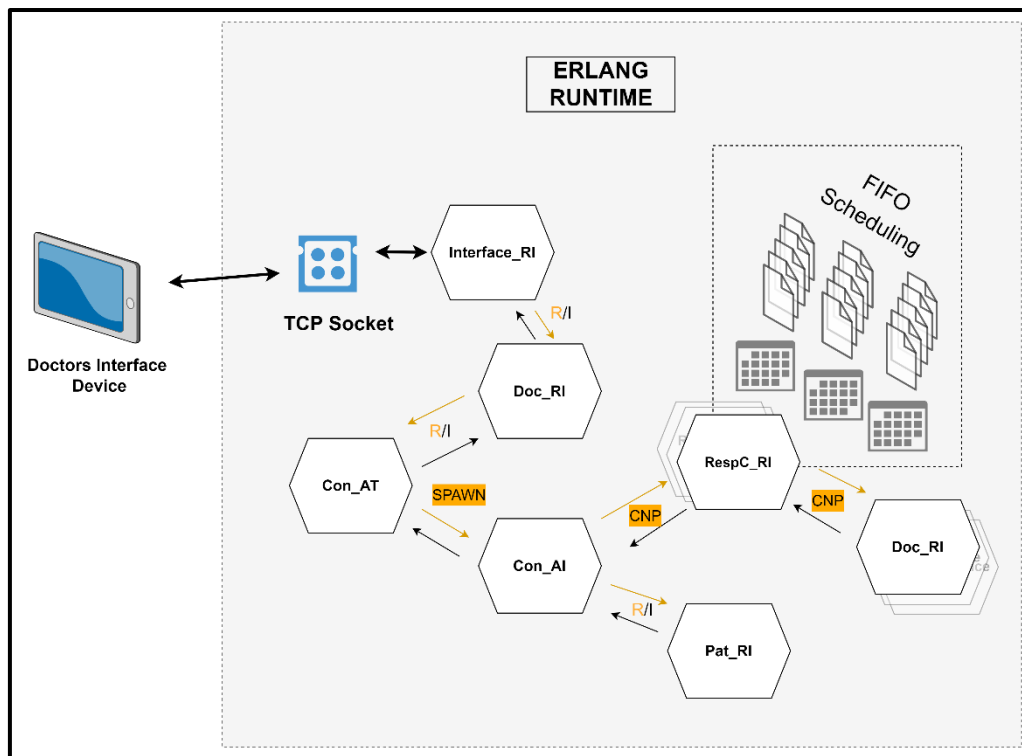 ERLANG
RUNTIME
FIFO
Scheduling
Interface_RI
TCP Socket
R/I
Doctors Interface
Device
Doc_RI
R/I
RespC_RI
Con_AT
SPAWN
CNP
CNP
Doc_RI
Con_AI
R/I
Pat_RI